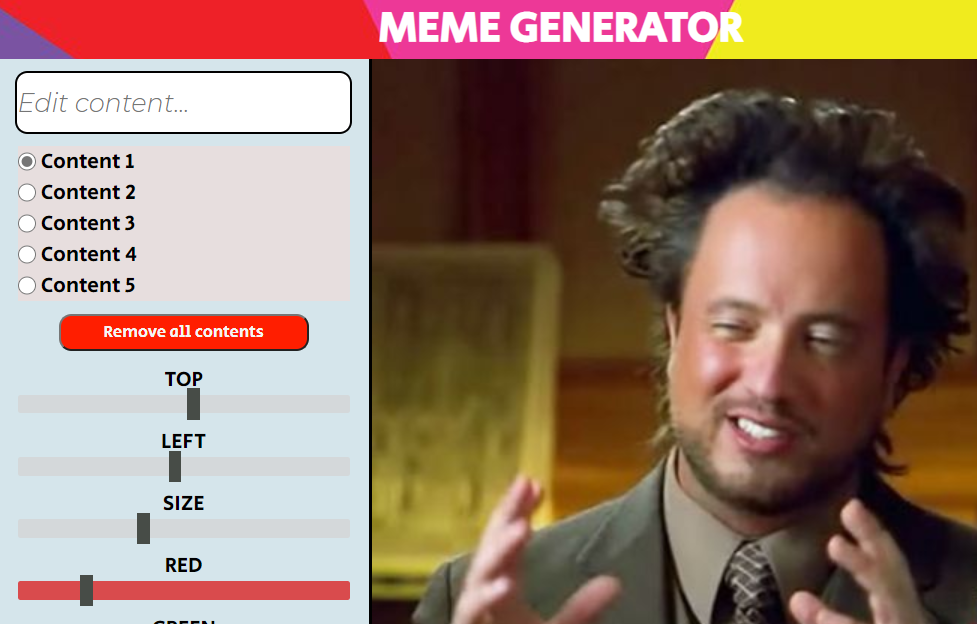 MEME GENERATOR
Edit content...
Content 1
Content 2
Content 3
Content 4
Content 5
Remove all contents
TOP
LEFT
SIZE
RED
GREEN